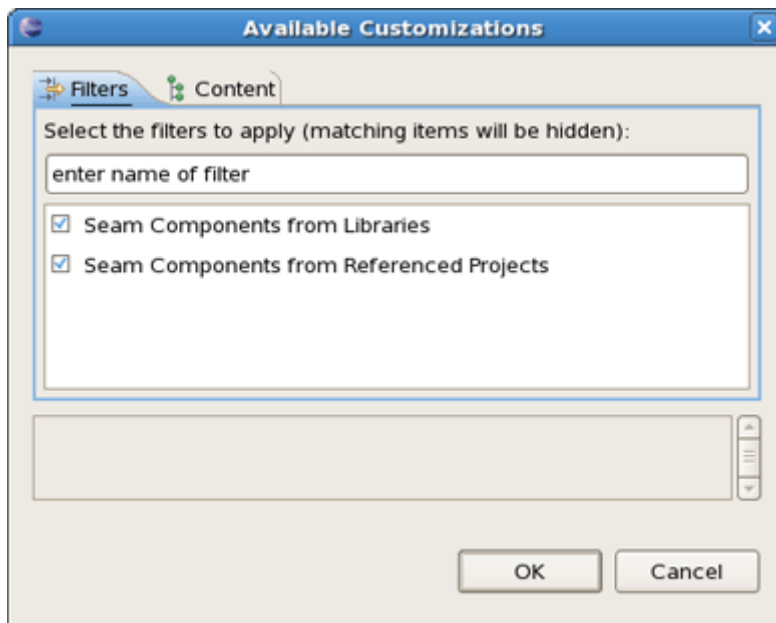 Available Customizations
Filters
Content
Select the filters to apply (matching items will be hidden):
enter name of filter
Seam Components from Libraries
Seam Components from Referenced Projects
OK
Cancel